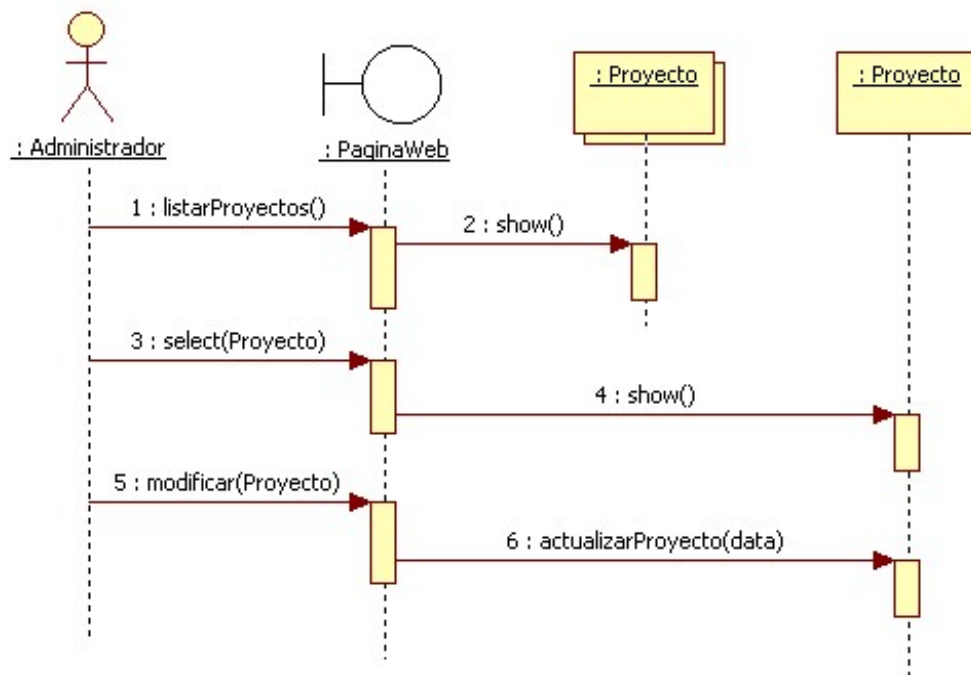 : Proyecto
: Proyecto
: Administrador
: PaginaWeb
1 : listarProyectos()
2 : show()
3 : select(Proyecto)
4 : show()
5 : modificar(Proyecto)
6 : actualizarProyecto(data)